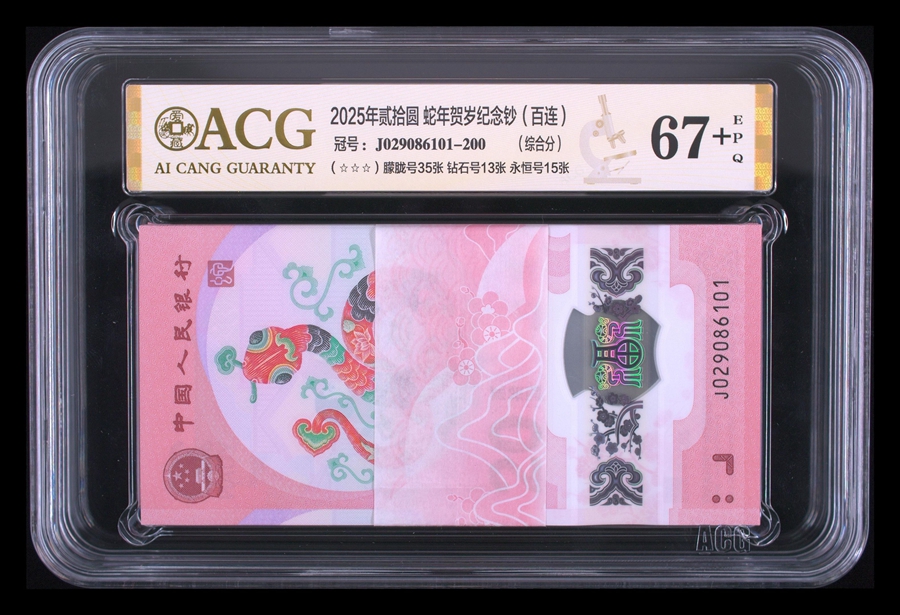 ACG
AI CANG GUARANTY
2025年贰拾圆 蛇年贺岁纪念钞（百连）
冠号：J029086101-200 （综合分）
（☆☆☆）朦胧号35张 钻石号13张 永恒号15张
67+
EPQ
中国人民银行
J029086101
ACG